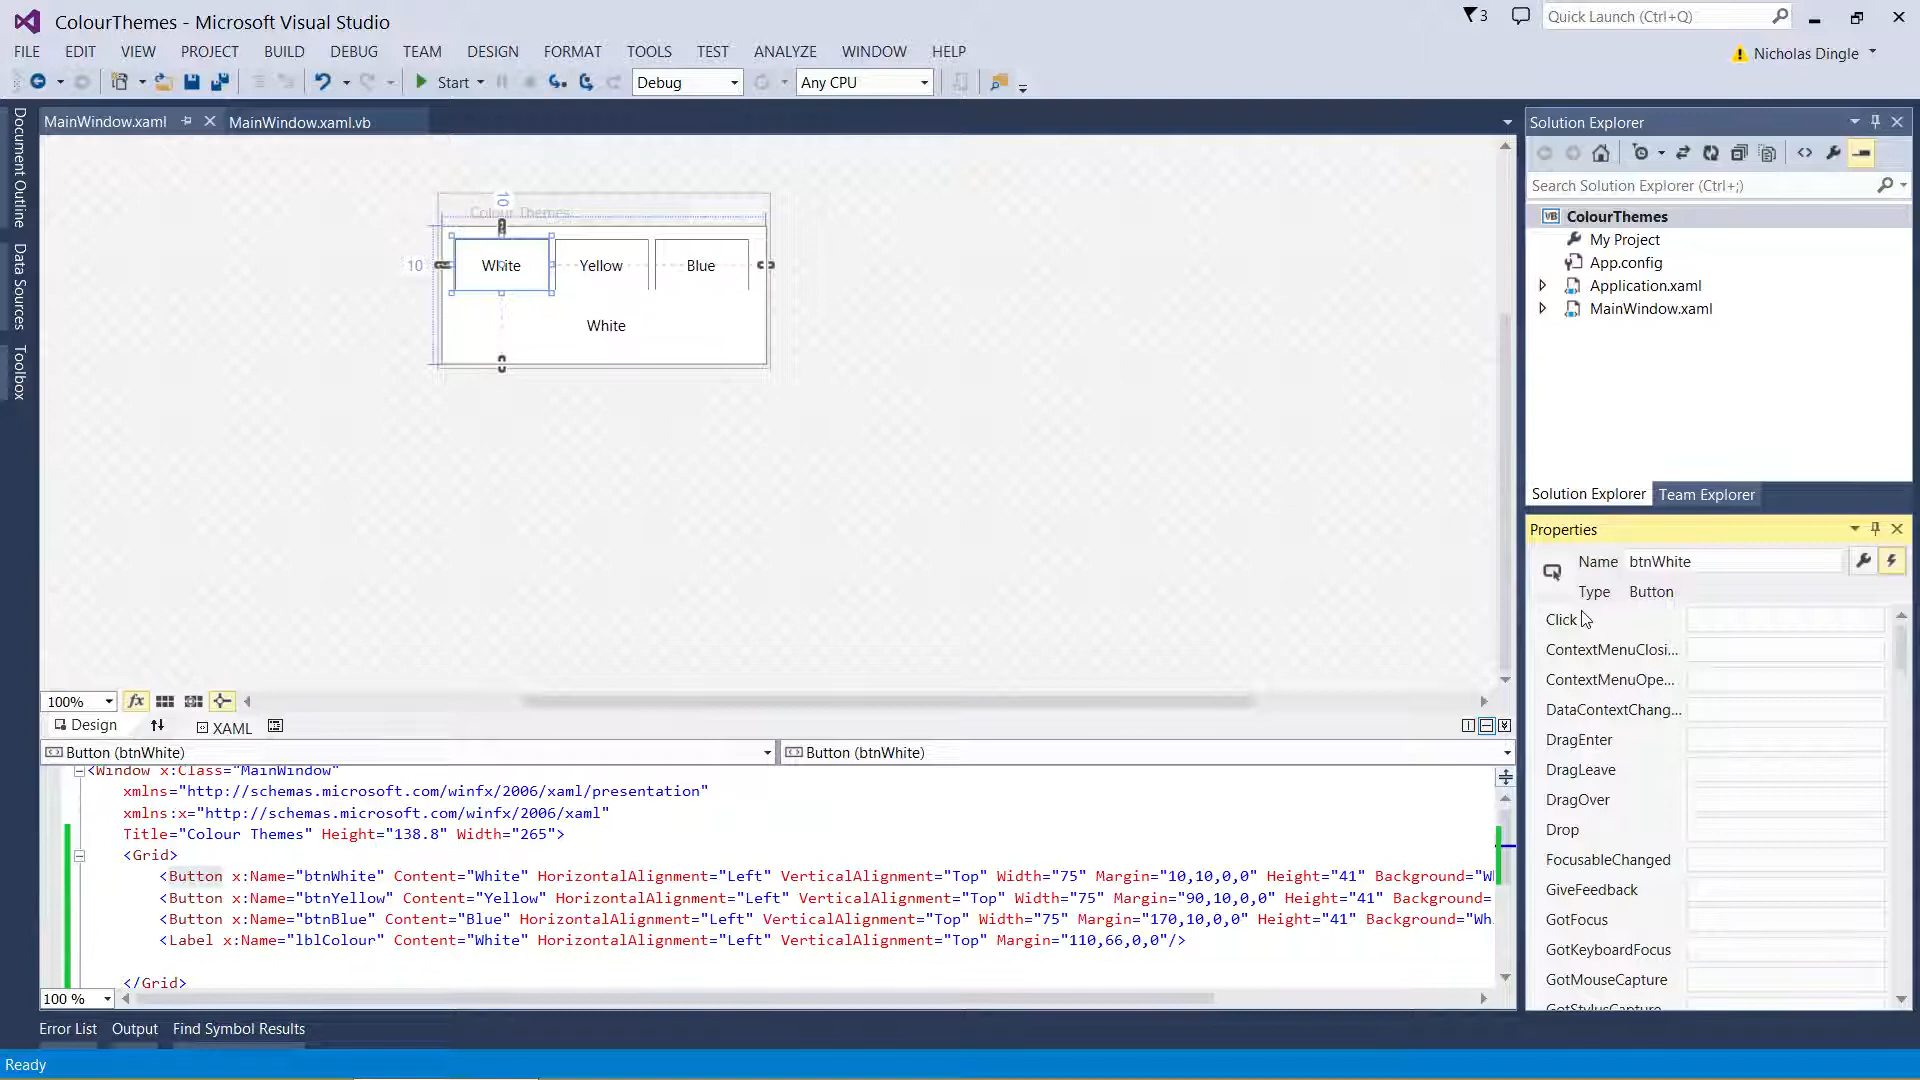 ColourThemes - Microsoft Visual Studio
3
Quick Launch (Ctrl+Q)
FILE EDIT VIEW PROJECT BUILD DEBUG TEAM DESIGN FORMAT TOOLS TEST ANALYZE WINDOW HELP
Nicholas Dingle
Start
Debug
Any CPU
Document Outline
Data Sources
Toolbox
MainWindow.xaml
MainWindow.xaml.vb
10
Colour Themes
10
White
Yellow
Blue
White
100%
fx
Design
XAML
Button (btnWhite)
Button (btnWhite)
<Window x:Class="MainWindow"
xmlns="http://schemas.microsoft.com/winfx/2006/xaml/presentation"
xmlns:x="http://schemas.microsoft.com/winfx/2006/xaml"
Title="Colour Themes" Height="138.8" Width="265">
<Grid>
<Button x:Name="btnWhite" Content="White" HorizontalAlignment="Left" VerticalAlignment="Top" Width="75" Margin="10,10,0,0" Height="41" Background="W
<Button x:Name="btnYellow" Content="Yellow" HorizontalAlignment="Left" VerticalAlignment="Top" Width="75" Margin="90,10,0,0" Height="41" Background=
<Button x:Name="btnBlue" Content="Blue" HorizontalAlignment="Left" VerticalAlignment="Top" Width="75" Margin="170,10,0,0" Height="41" Background="Wh
<Label x:Name="lblColour" Content="White" HorizontalAlignment="Left" VerticalAlignment="Top" Margin="110,66,0,0"/>
</Grid>
100 %
Error List
Output
Find Symbol Results
Ready
Solution Explorer
Search Solution Explorer (Ctrl+;)
VB ColourThemes
My Project
App.config
Application.xaml
MainWindow.xaml
Solution Explorer
Team Explorer
Properties
Name btnWhite
Type Button
Click
ContextMenuClosi...
ContextMenuOpe...
DataContextChang...
DragEnter
DragLeave
DragOver
Drop
FocusableChanged
GiveFeedback
GotFocus
GotKeyboardFocus
GotMouseCapture
GotStylusCapture